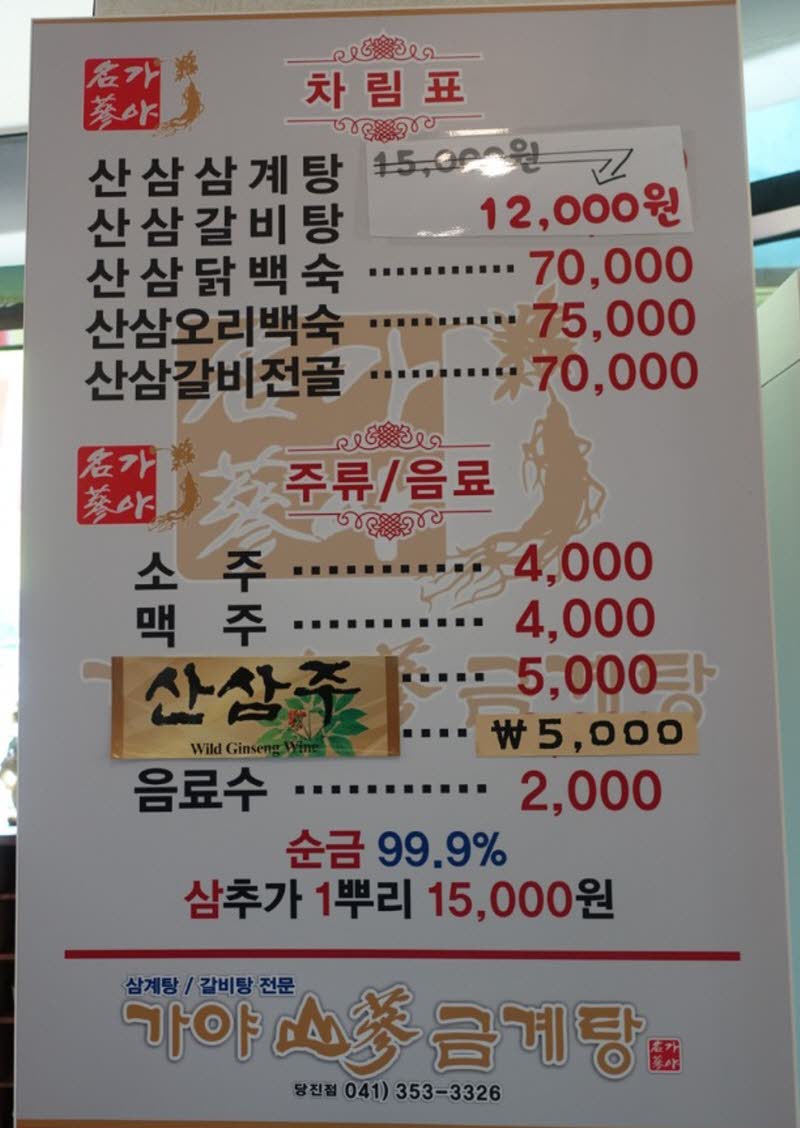 名가
蔘야
차림표
산삼삼계탕 15,000원
12,000원
산삼갈비탕
산삼닭백숙 ··········· 70,000
산삼오리백숙 ··········· 75,000
산삼갈비전골 ··········· 70,000
名가
蔘야
주류/음료
소 주 ··········· 4,000
맥 주 ··········· 4,000
산삼주 ····· 5,000
Wild Ginseng Wine ···· ₩5,000
음료수 ··········· 2,000
순금 99.9%
삼추가 1뿌리 15,000원
삼계탕 / 갈비탕 전문
가야 山蔘 금계탕
名가
蔘야
당진점 041) 353-3326